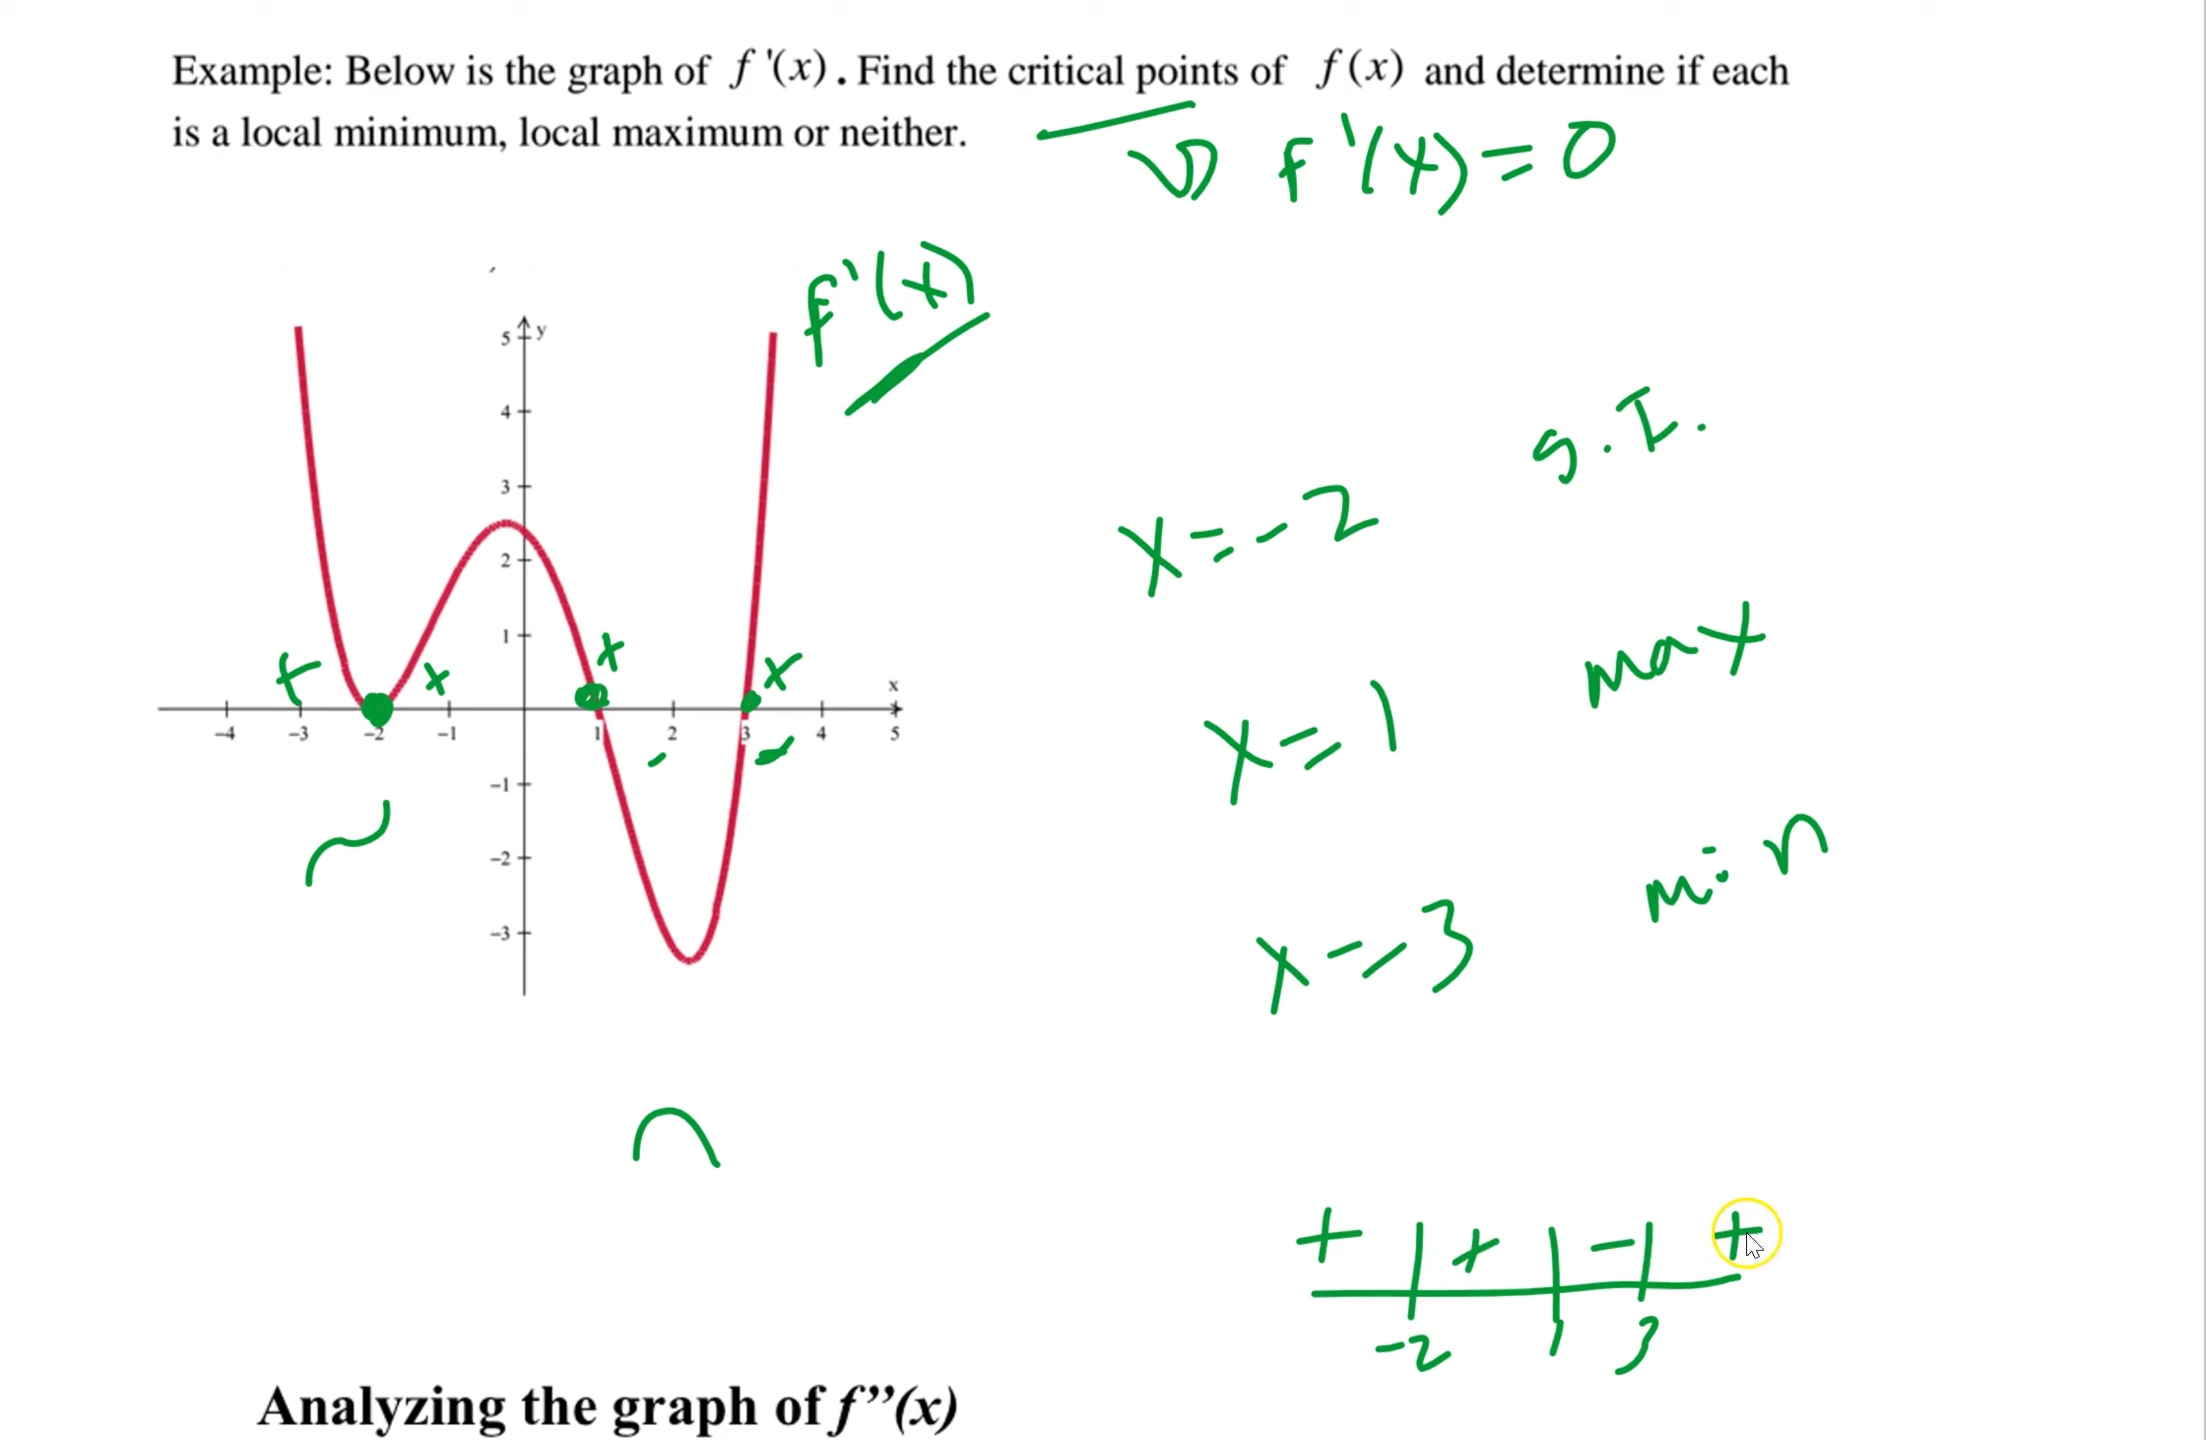 Example: Below is the graph of f '(x). Find the critical points of f(x) and determine if each
is a local minimum, local maximum or neither.
f'(x)=0
f'(x)
5 y
4
3
2
1
x
-4 -3 -2 -1 1 2 3 4 5
-1
-2
-3
+ + + +
- -
x=-2 S.I.
x=1 max
x=3 min
+ | + | - | +
-2 1 3
Analyzing the graph of f’’(x)